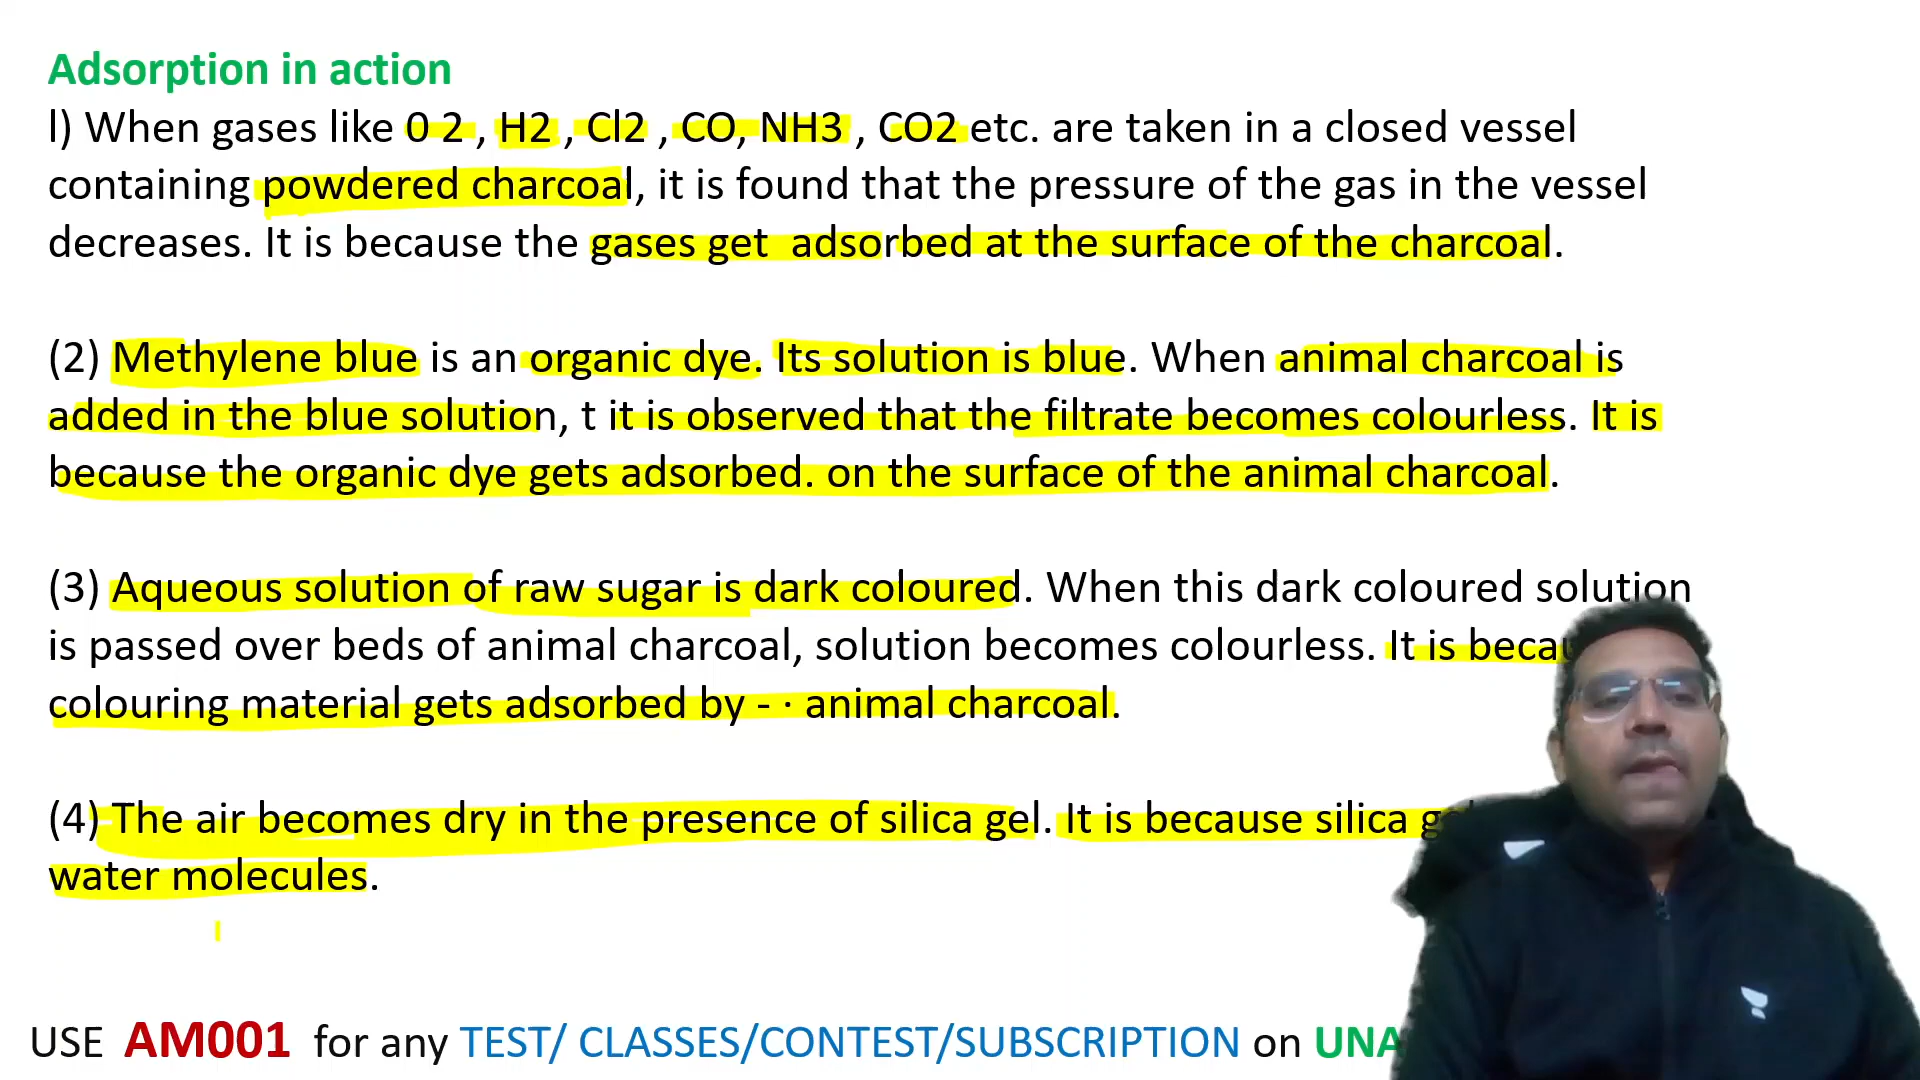 Adsorption in action
l) When gases like 0 2 , H2 , Cl2 , CO, NH3 , CO2 etc. are taken in a closed vessel
containing powdered charcoal, it is found that the pressure of the gas in the vessel
decreases. It is because the gases get adsorbed at the surface of the charcoal.
(2) Methylene blue is an organic dye. Its solution is blue. When animal charcoal is
added in the blue solution, t it is observed that the filtrate becomes colourless. It is
because the organic dye gets adsorbed. on the surface of the animal charcoal.
(3) Aqueous solution of raw sugar is dark coloured. When this dark coloured solution
is passed over beds of animal charcoal, solution becomes colourless. It is
colouring material gets adsorbed by - · animal charcoal.
(4) The air becomes dry in the presence of silica gel. It is because silica
water molecules.
USE AM001 for any TEST/ CLASSES/CONTEST/SUBSCRIPTION on